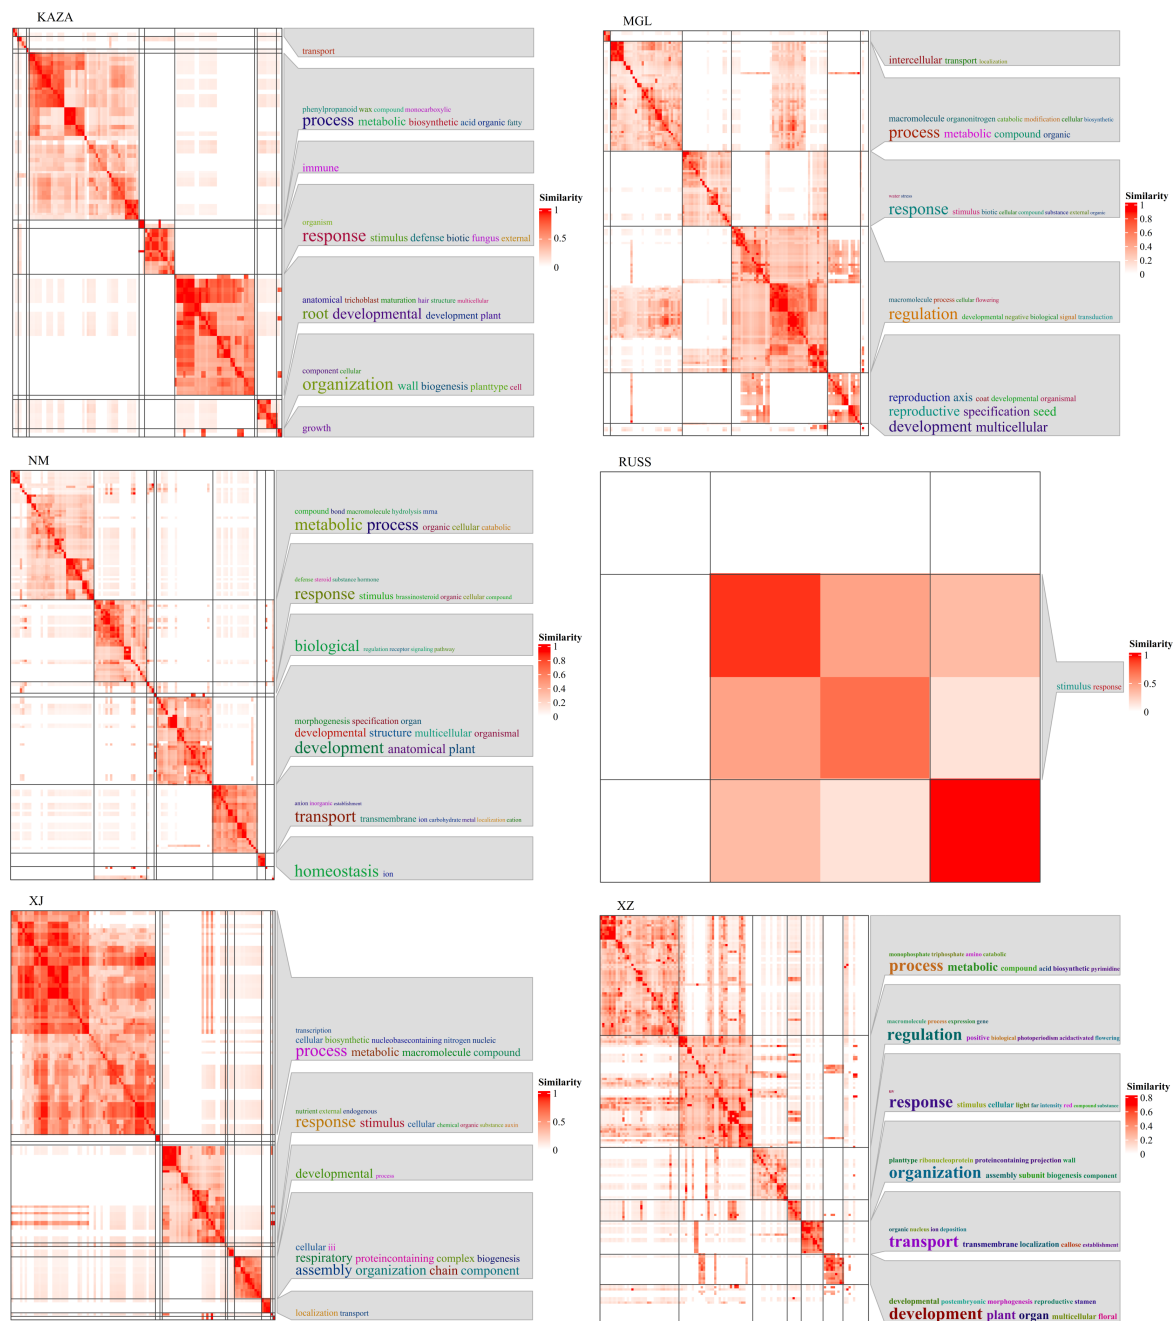 KAZA
transport
phenylpropanoid wax compound monocarboxylic
process metabolic biosynthetic acid organic fatty
immune
organism
response stimulus defense biotic fungus external
anatomical trichoblast maturation hair structure multicellular
root developmental development plant
component cellular
organization wall biogenesis planttype cell
growth
Similarity
1
0.5
0
MGL
intercellular transport localization
macromolecule organonitrogen catabolic modification cellular biosynthetic
process metabolic compound organic
water stress
response stimulus biotic cellular compound substance external organic
macromolecule process cellular flowering
regulation developmental negative biological signal transduction
reproduction axis coat developmental organismal
reproductive specification seed
development multicellular
Similarity
1
0.8
0.6
0.4
0.2
0
NM
compound bond macromolecule hydrolysis mrna
metabolic process organic cellular catabolic
defense steroid substance hormone
response stimulus brassinosteroid organic cellular compound
biological regulation receptor signaling pathway
morphogenesis specification organ
developmental structure multicellular organismal
development anatomical plant
anion inorganic establishment
transport transmembrane ion carbohydrate metal localization cation
homeostasis ion
Similarity
1
0.8
0.6
0.4
0.2
0
RUSS
stimulus response
Similarity
1
0.5
0
XJ
transcription
cellular biosynthetic nucleobasecontaining nitrogen nucleic
process metabolic macromolecule compound
nutrient external endogenous
response stimulus cellular chemical organic substance auxin
developmental process
cellular iii
respiratory proteincontaining complex biogenesis
assembly organization chain component
localization transport
Similarity
1
0.5
0
XZ
monophosphate triphosphate amino catabolic
process metabolic compound acid biosynthetic pyrimidine
macromolecule process expression gene
regulation positive biological photoperiodism acidactivated flowering
response stimulus cellular light far intensity red compound substance
planttype ribonucleoprotein proteincontaining projection wall
organization assembly subunit biogenesis component
organic nucleus ion deposition
transport transmembrane localization callose establishment
developmental postembryonic morphogenesis reproductive stamen
development plant organ multicellular floral
Similarity
0.8
0.6
0.4
0.2
0